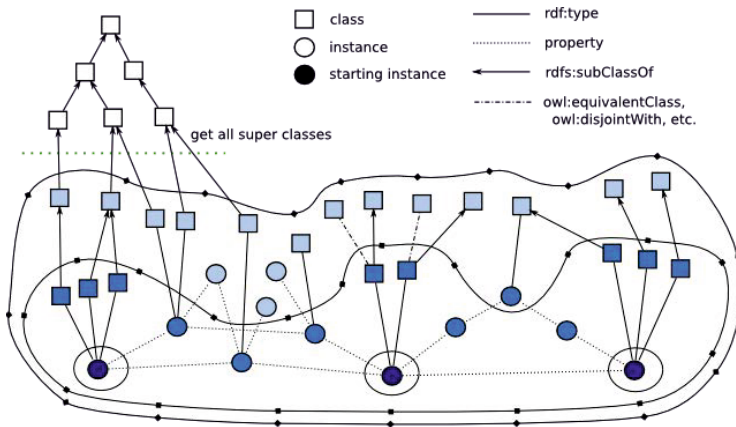 class
rdf:type
instance
property
starting instance
rdfs:subClassOf
owl:equivalentClass,
owl:disjointWith, etc.
get all super classes